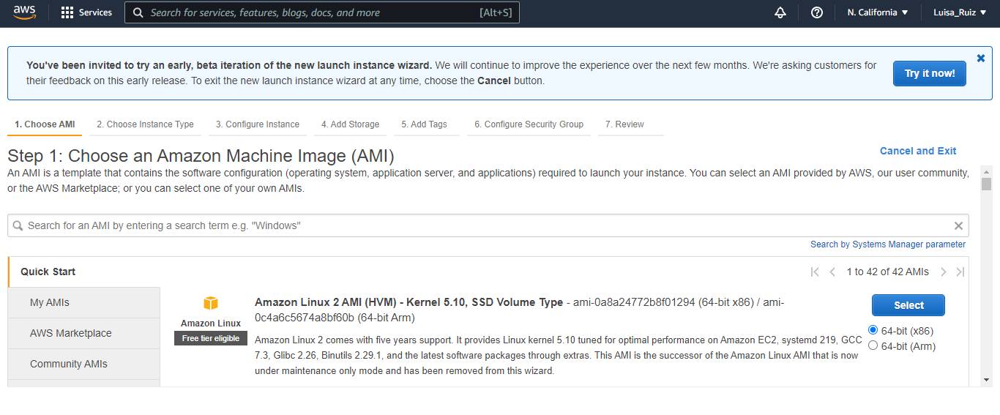 aws
Services
Search for services, features, blogs, docs, and more
[Alt+S]
N. California
Luisa_Ruiz
You've been invited to try an early, beta iteration of the new launch instance wizard. We will continue to improve the experience over the next few months. We're asking customers for
their feedback on this early release. To exit the new launch instance wizard at any time, choose the Cancel button.
Try it now!
1. Choose AMI
2. Choose Instance Type
3. Configure Instance
4. Add Storage
5. Add Tags
6. Configure Security Group
7. Review
Step 1: Choose an Amazon Machine Image (AMI)
Cancel and Exit
An AMI is a template that contains the software configuration (operating system, application server, and applications) required to launch your instance. You can select an AMI provided by AWS, our user community,
or the AWS Marketplace; or you can select one of your own AMIs.
Search for an AMI by entering a search term e.g. "Windows"
Search by Systems Manager parameter
Quick Start
1 to 42 of 42 AMIs
My AMIs
AWS Marketplace
Community AMIs
Amazon Linux
Free tier eligible
Amazon Linux 2 AMI (HVM) - Kernel 5.10, SSD Volume Type - ami-0a8a24772b8f01294 (64-bit x86) / ami-
0c4a6c5674a8bf60b (64-bit Arm)
Amazon Linux 2 comes with five years support. It provides Linux kernel 5.10 tuned for optimal performance on Amazon EC2, systemd 219, GCC
7.3, Glibc 2.26, Binutils 2.29.1, and the latest software packages through extras. This AMI is the successor of the Amazon Linux AMI that is now
under maintenance only mode and has been removed from this wizard.
Select
64-bit (x86)
64-bit (Arm)